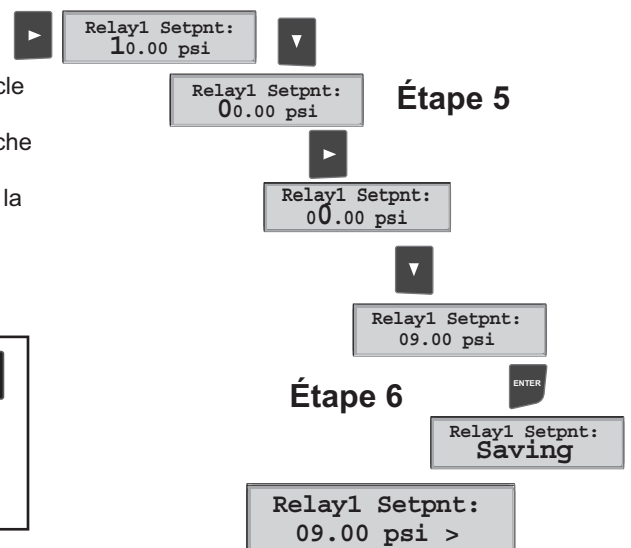 Relay1 Setpnt:
10.00 psi
cle
Relay1 Setpnt:
00.00 psi
Étape 5
che
la
Relay1 Setpnt:
00.00 psi
Relay1 Setpnt:
09.00 psi
Étape 6
ENTER
Relay1 Setpnt:
Saving
Relay1 Setpnt:
09.00 psi >